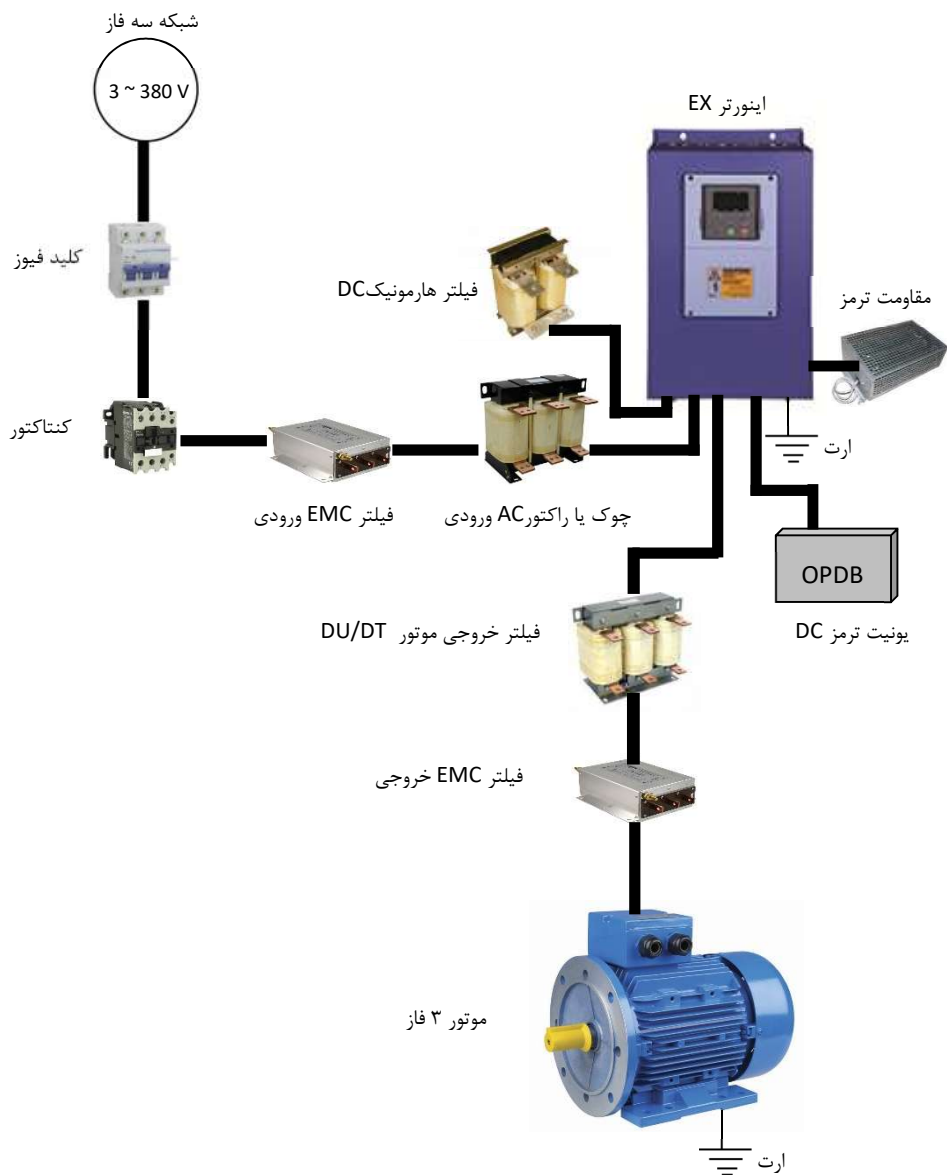 شبکه سه فاز
3 ~ 380 V
اینورتر EX
کلید فیوز
فیلتر هارمونیکDC
مقاومت ترمز
کنتاکتور
ارت
فیلتر EMC ورودی
چوک یا راکتورAC ورودی
OPDB
یونیت ترمز DC
فیلتر خروجی موتور DU/DT
فیلتر EMC خروجی
موتور ۳ فاز
ارت